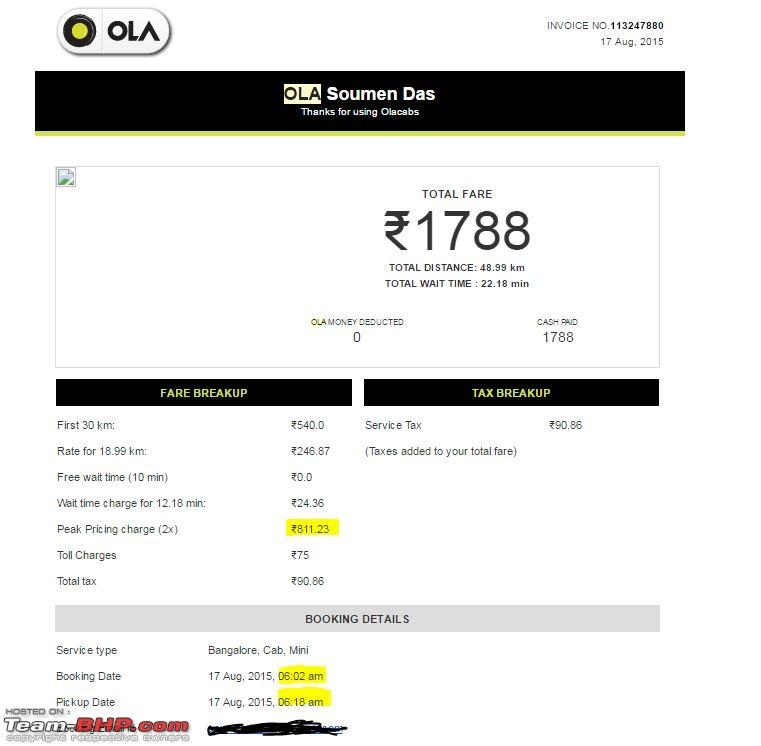 OLA
INVOICE NO.113247880
17 Aug, 2015
OLA Soumen Das
Thanks for using Olacabs
TOTAL FARE
₹1788
TOTAL DISTANCE: 48.99 km
TOTAL WAIT TIME : 22.18 min
OLA MONEY DEDUCTED CASH PAID
0 1788
FARE BREAKUP TAX BREAKUP
First 30 km: ₹540.0 Service Tax ₹90.86
Rate for 18.99 km: ₹246.87 (Taxes added to your total fare)
Free wait time (10 min) ₹0.0
Wait time charge for 12.18 min: ₹24.36
Peak Pricing charge (2x) ₹811.23
Toll Charges ₹75
Total tax ₹90.86
BOOKING DETAILS
Service type Bangalore, Cab, Mini
Booking Date 17 Aug, 2015, 06:02 am
Pickup Date 17 Aug, 2015, 06:18 am
HOSTED ON :
Team-BHP.com
copyright respective owners